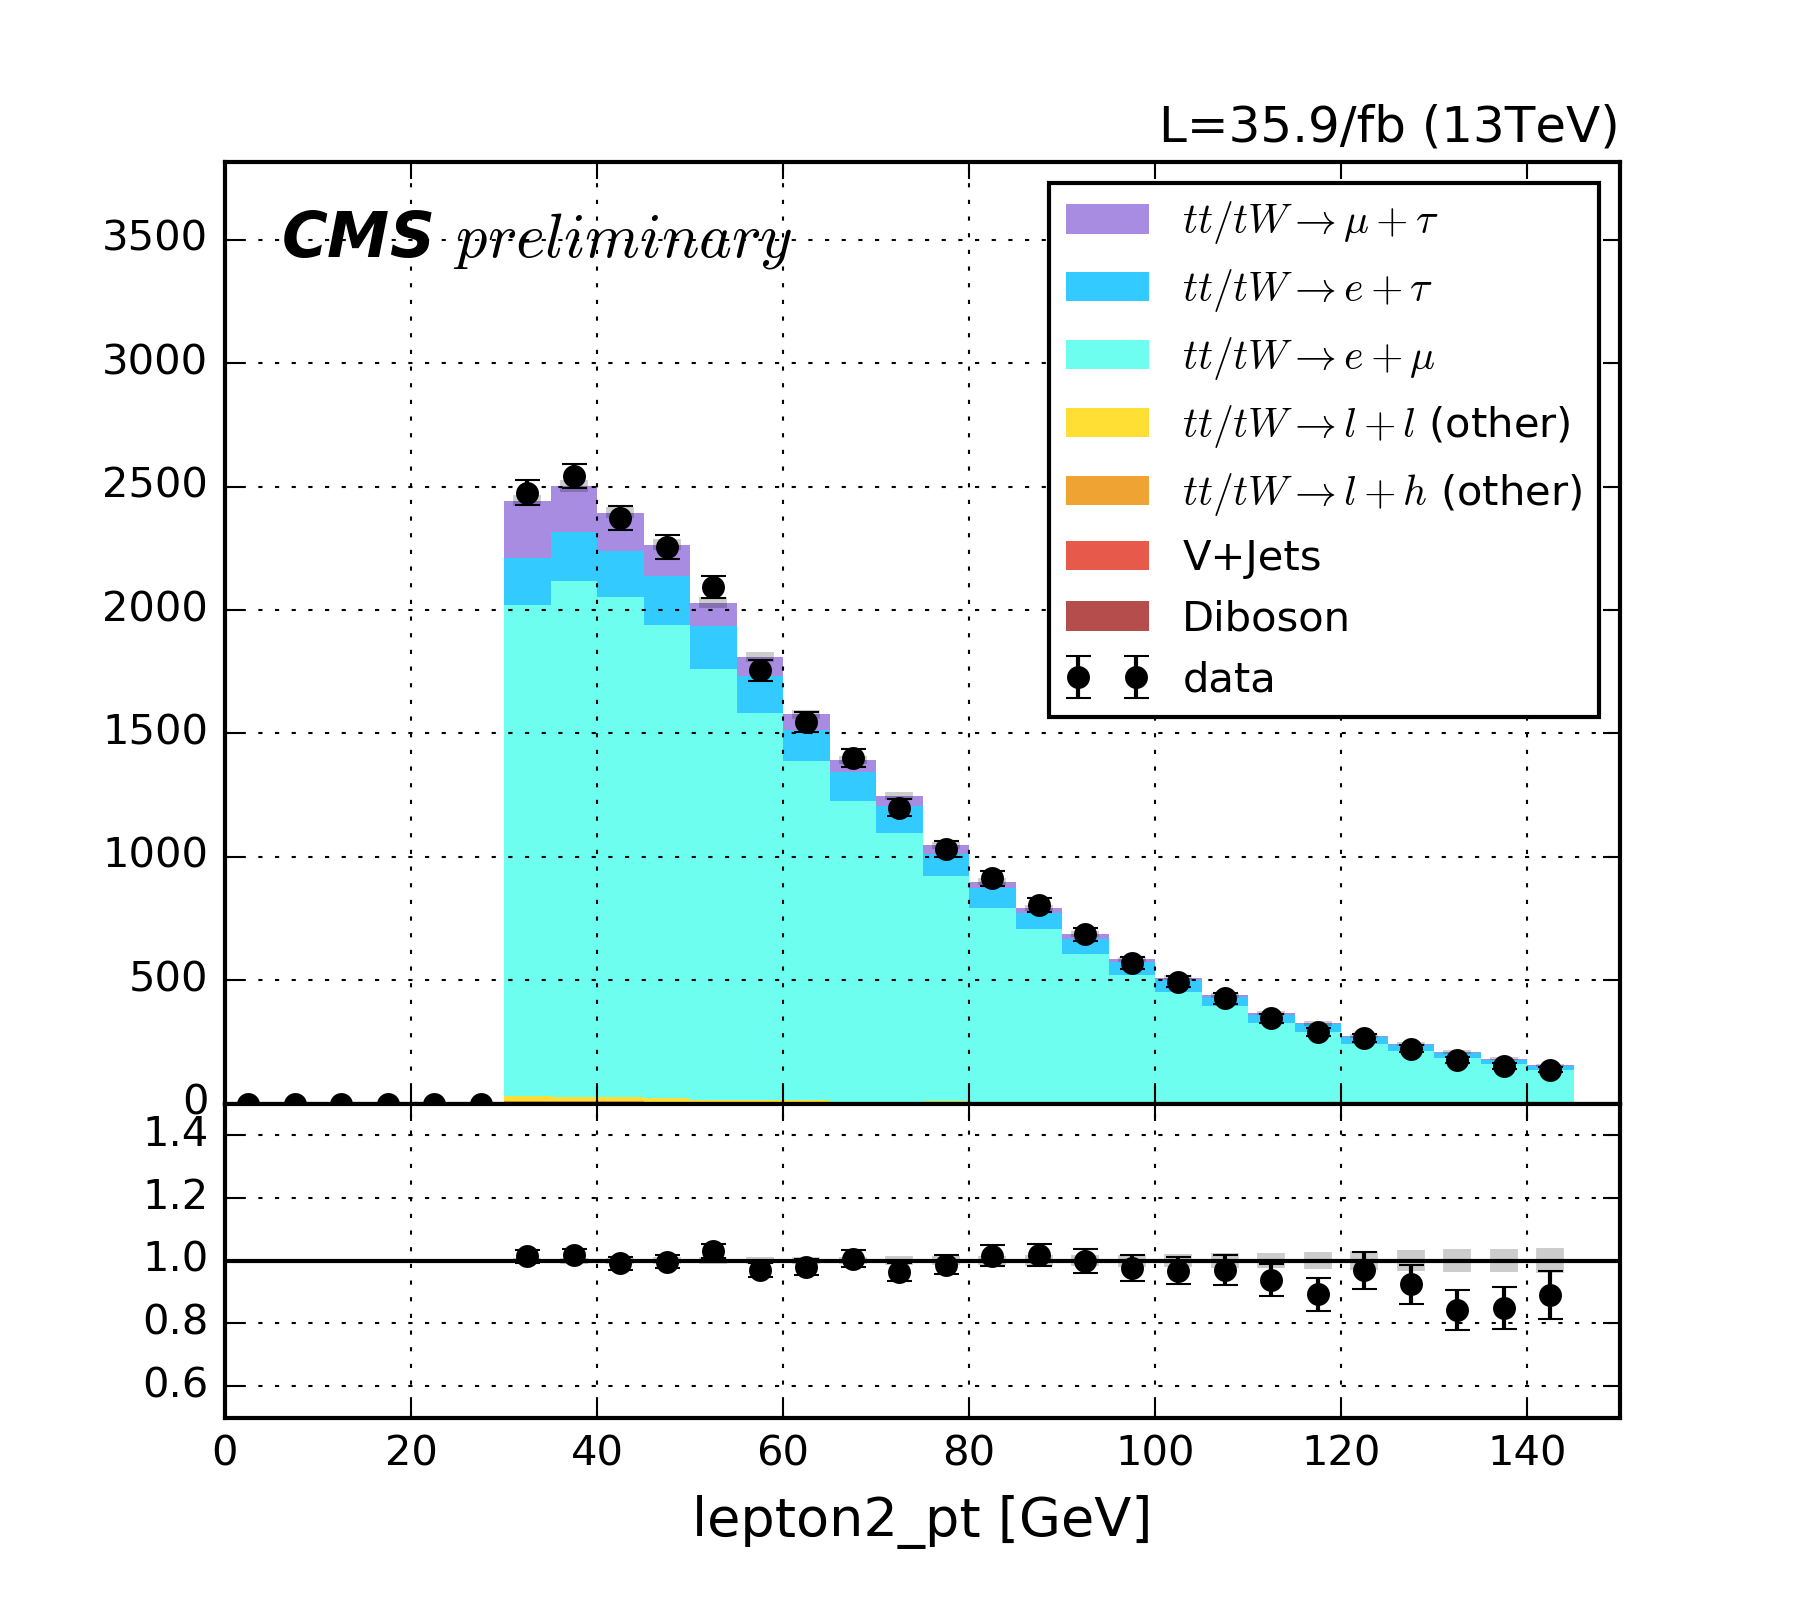 L=35.9/fb (13TeV)
CMS preliminary
tt/tW→μ+τ
tt/tW→e+τ
tt/tW→e+μ
tt/tW→l+l (other)
tt/tW→l+h (other)
V+Jets
Diboson
data
3500
3000
2500
2000
1500
1000
500
0
1.4
1.2
1.0
0.8
0.6
0 20 40 60 80 100 120 140
lepton2_pt [GeV]